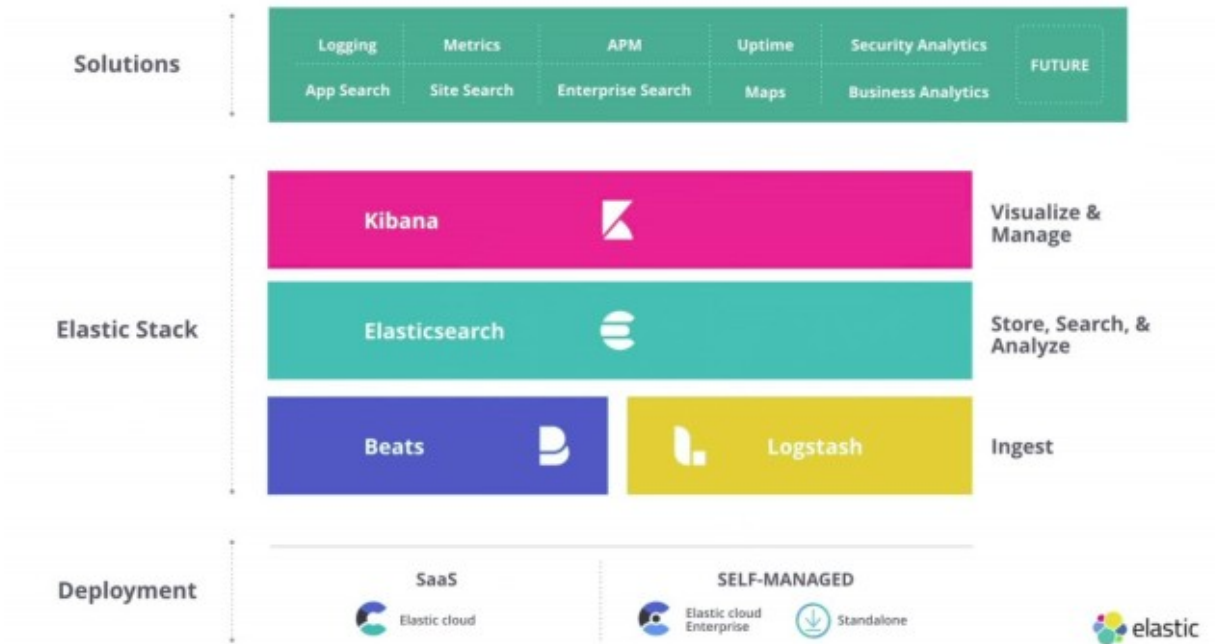 Solutions
Logging Metrics APM Uptime Security Analytics
FUTURE
App Search Site Search Enterprise Search Maps Business Analytics
Elastic Stack
Kibana
Visualize &
Manage
Elasticsearch
Store, Search, &
Analyze
Beats
Logstash
Ingest
Deployment
SaaS
Elastic cloud
SELF-MANAGED
Elastic cloud
Enterprise
Standalone
elastic